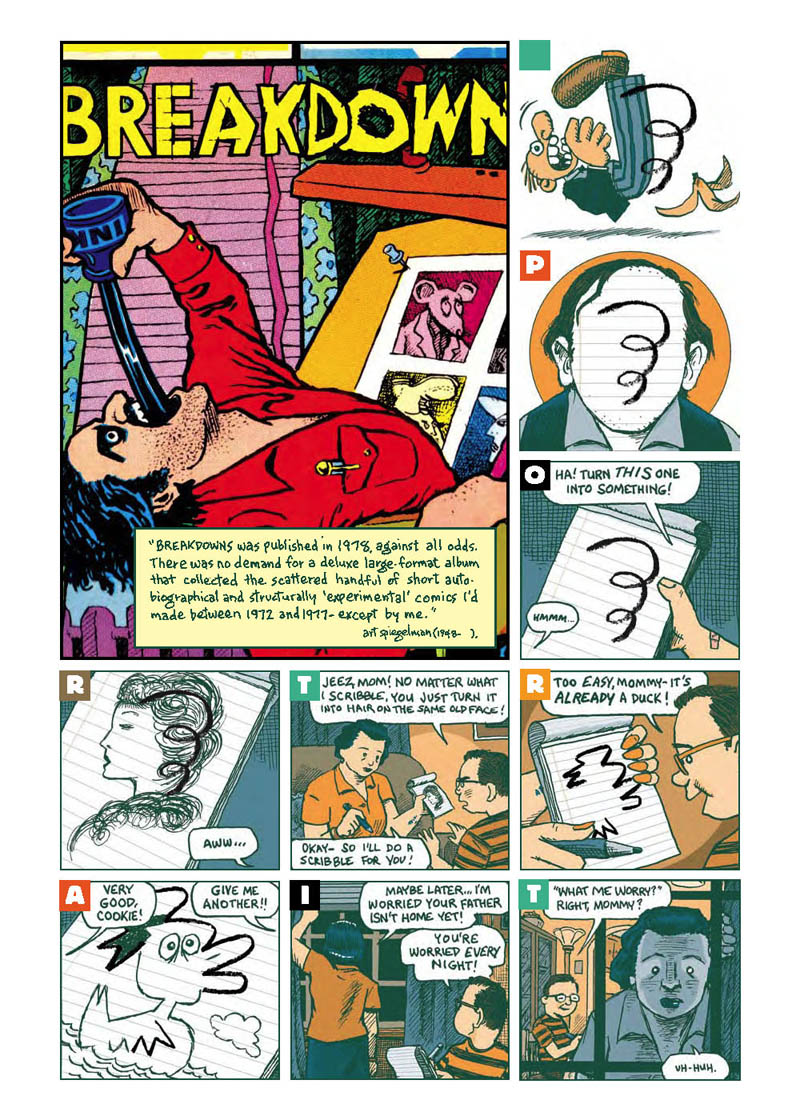 BREAKDOWN
INNI
"BREAKDOWNS was published in 1978, against all odds.
There was no demand for a deluxe large-format album
that collected the scattered handful of short auto-
biographical and structurally 'experimental' comics I'd
made between 1972 and 1977- except by me."
art spiegelman (1948- ).
P
O
HA! TURN THIS ONE
INTO SOMETHING!
HMMM...
R
AWW...
T
JEEZ, MOM! NO MATTER WHAT
I SCRIBBLE, YOU JUST TURN IT
INTO HAIR ON THE SAME OLD FACE!
OKAY- SO I'LL DO A
SCRIBBLE FOR YOU!
R
TOO EASY, MOMMY- IT'S
ALREADY A DUCK!
A
VERY
GOOD,
COOKIE!
GIVE ME
ANOTHER!!
I
MAYBE LATER... I'M
WORRIED YOUR FATHER
ISN'T HOME YET!
YOU'RE
WORRIED EVERY
NIGHT!
T
"WHAT ME WORRY?"
RIGHT, MOMMY?
UH-HUH.